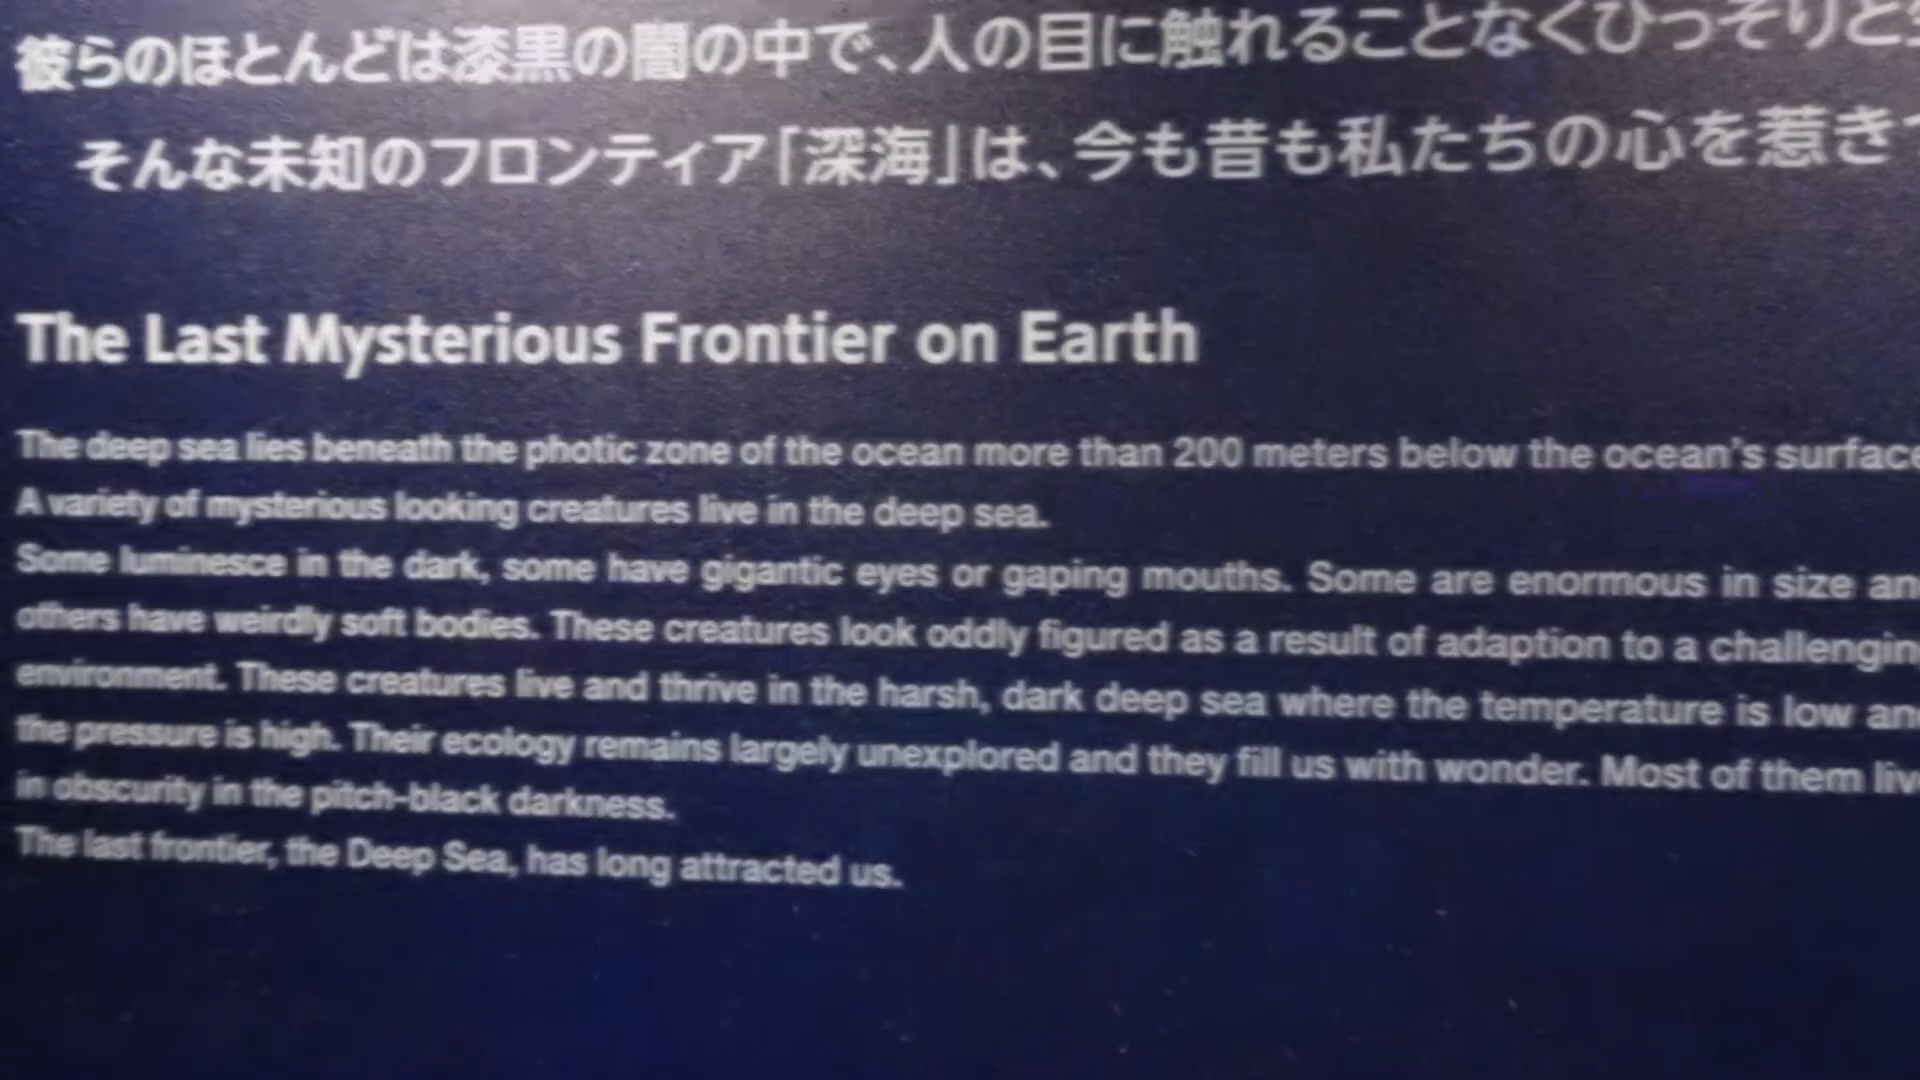 彼らのほとんどは漆黒の闇の中で、人の目に触れることなくひっそりと
そんな未知のフロンティア「深海」は、今も昔も私たちの心を惹き
The Last Mysterious Frontier on Earth
The deep sea lies beneath the photic zone of the ocean more than 200 meters below the ocean's surface
A variety of mysterious looking creatures live in the deep sea.
Some luminesce in the dark, some have gigantic eyes or gaping mouths. Some are enormous in size an
others have weirdly soft bodies. These creatures look oddly figured as a result of adaption to a challenging
environment. These creatures live and thrive in the harsh, dark deep sea where the temperature is low an
the pressure is high. Their ecology remains largely unexplored and they fill us with wonder. Most of them liv
in obscurity in the pitch-black darkness.
The last frontier, the Deep Sea, has long attracted us.